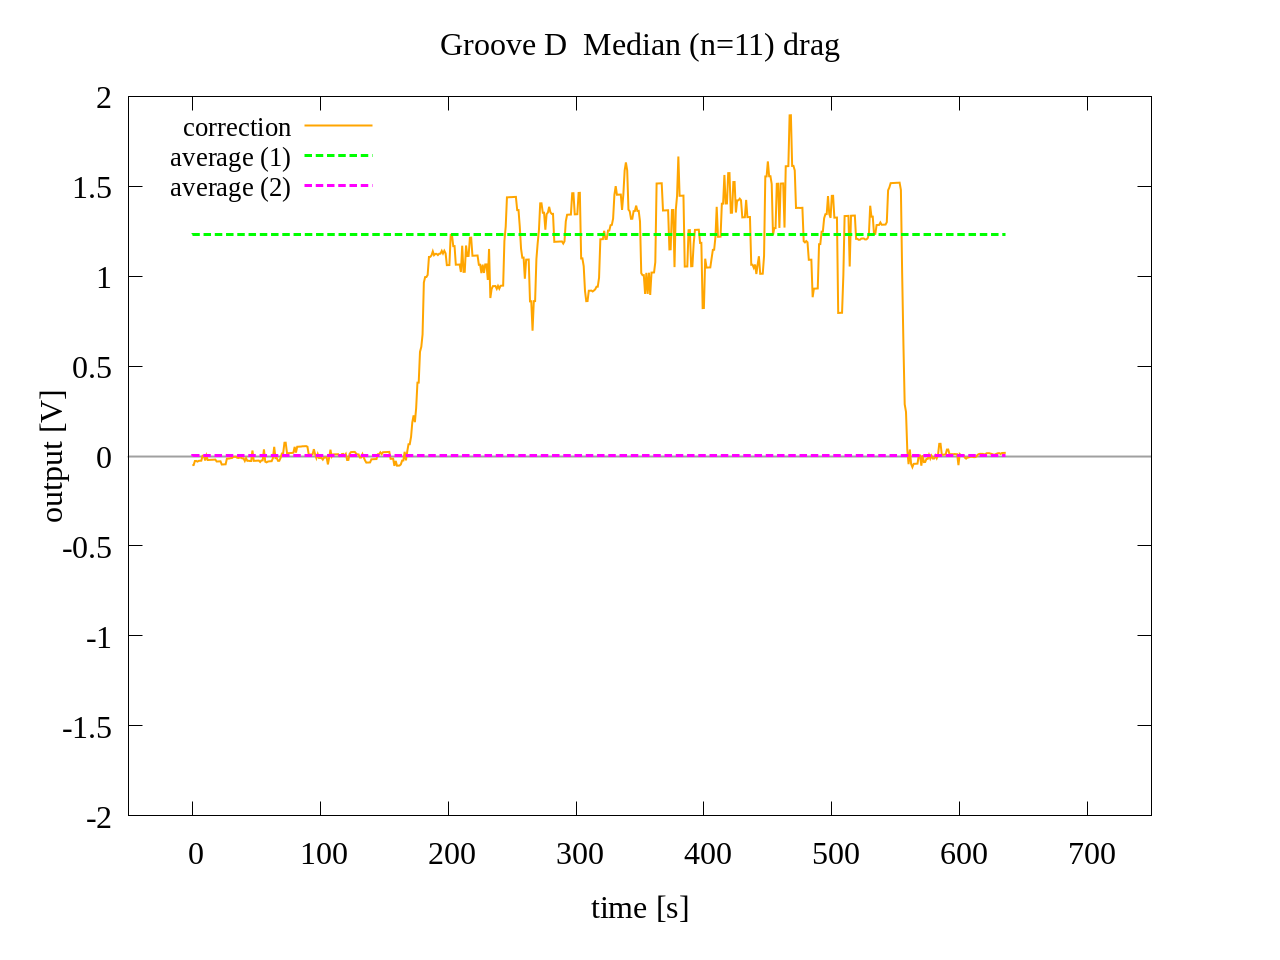 Groove D  Median (n=11) drag
correction
average (1)
average (2)
2
1.5
1
0.5
0
-0.5
-1
-1.5
-2
output [V]
0 100 200 300 400 500 600 700
time [s]